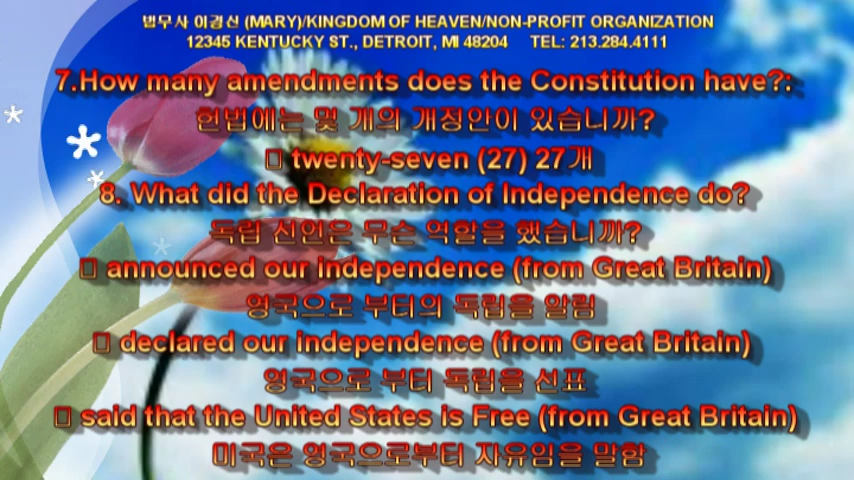 법무사 이경신 (MARY)/KINGDOM OF HEAVEN/NON-PROFIT ORGANIZATION
12345 KENTUCKY ST., DETROIT, MI 48204 TEL: 213.284.4111
7.How many amendments does the Constitution have?:
헌법에는 몇 개의 개정안이 있습니까?
twenty-seven (27) 27개
8. What did the Declaration of Independence do?
독립 선언은 무슨 역할을 했습니까?
announced our independence (from Great Britain)
영국으로 부터의 독립을 알림
declared our independence (from Great Britain)
영국으로 부터 독립을 선표
said that the United States is Free (from Great Britain)
미국은 영국으로부터 자유임을 말함